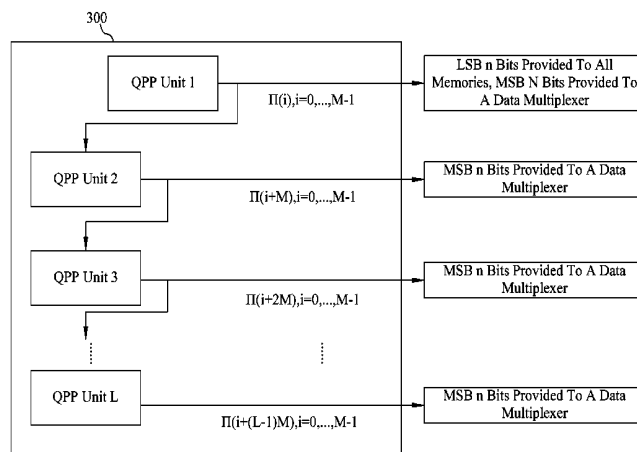 300
QPP Unit 1
LSB n Bits Provided To All
Memories, MSB N Bits Provided To
A Data Multiplexer
Π(i),i=0,...,M-1
QPP Unit 2
MSB n Bits Provided To A Data
Multiplexer
Π(i+M),i=0,...,M-1
QPP Unit 3
MSB n Bits Provided To A Data
Multiplexer
Π(i+2M),i=0,...,M-1
QPP Unit L
MSB n Bits Provided To A Data
Multiplexer
Π(i+(L-1)M),i=0,...,M-1